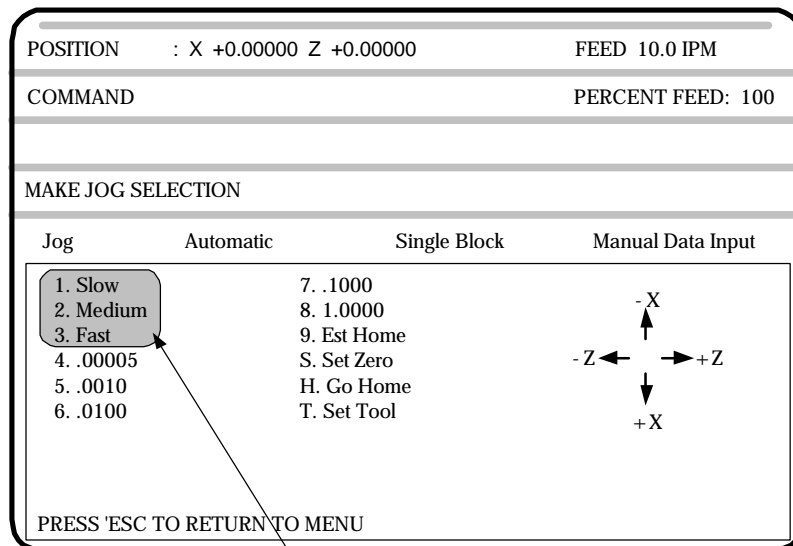 POSITION : X +0.00000 Z +0.00000 FEED 10.0 IPM
COMMAND PERCENT FEED: 100
MAKE JOG SELECTION
Jog Automatic Single Block Manual Data Input
1. Slow 7. .1000
2. Medium 8. 1.0000
3. Fast 9. Est Home
4. .00005 S. Set Zero
5. .0010 H. Go Home
6. .0100 T. Set Tool
- X
- Z + Z
+ X
PRESS 'ESC TO RETURN TO MENU